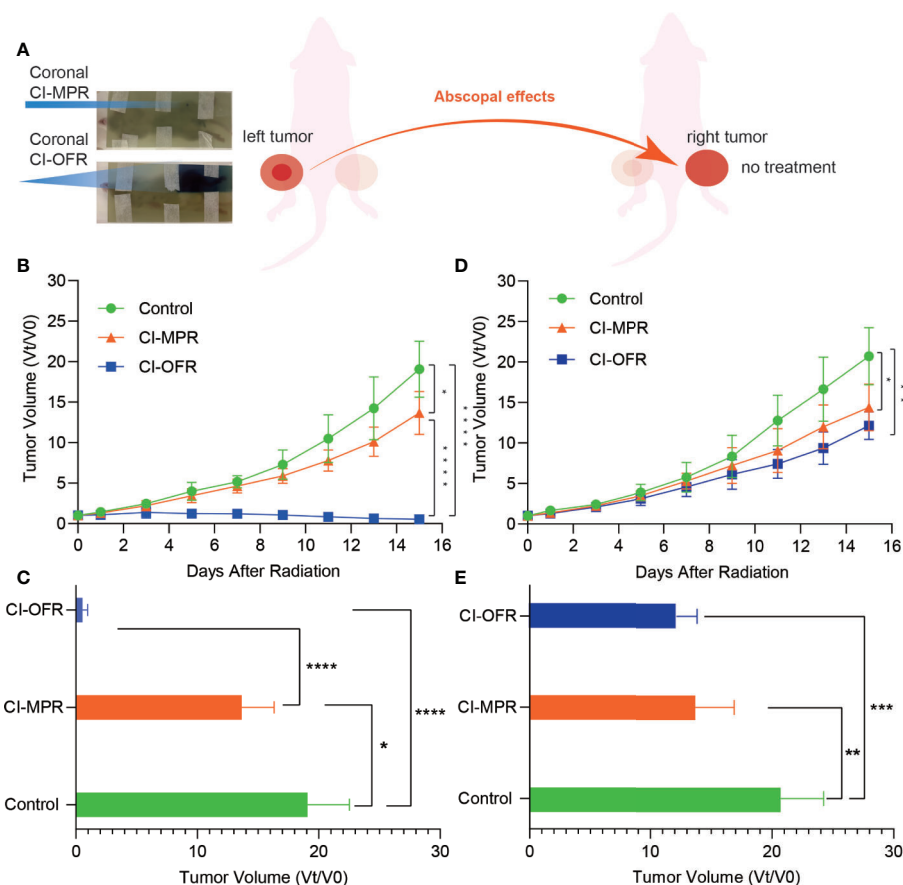 A
Coronal
CI-MPR
Coronal
CI-OFR
left tumor
Abscopal effects
right tumor
no treatment
B
Tumor Volume (Vt/V0)
30
25
20
15
10
5
0
Control
CI-MPR
CI-OFR
*
****
****
0 2 4 6 8 10 12 14 16
Days After Radiation
D
Tumor Volume (Vt/V0)
30
25
20
15
10
5
0
Control
CI-MPR
CI-OFR
*
**
0 2 4 6 8 10 12 14 16
Days After Radiation
C
CI-OFR
CI-MPR
Control
****
*
****
0 10 20 30
Tumor Volume (Vt/V0)
E
CI-OFR
CI-MPR
Control
**
***
0 10 20 30
Tumor Volume (Vt/V0)